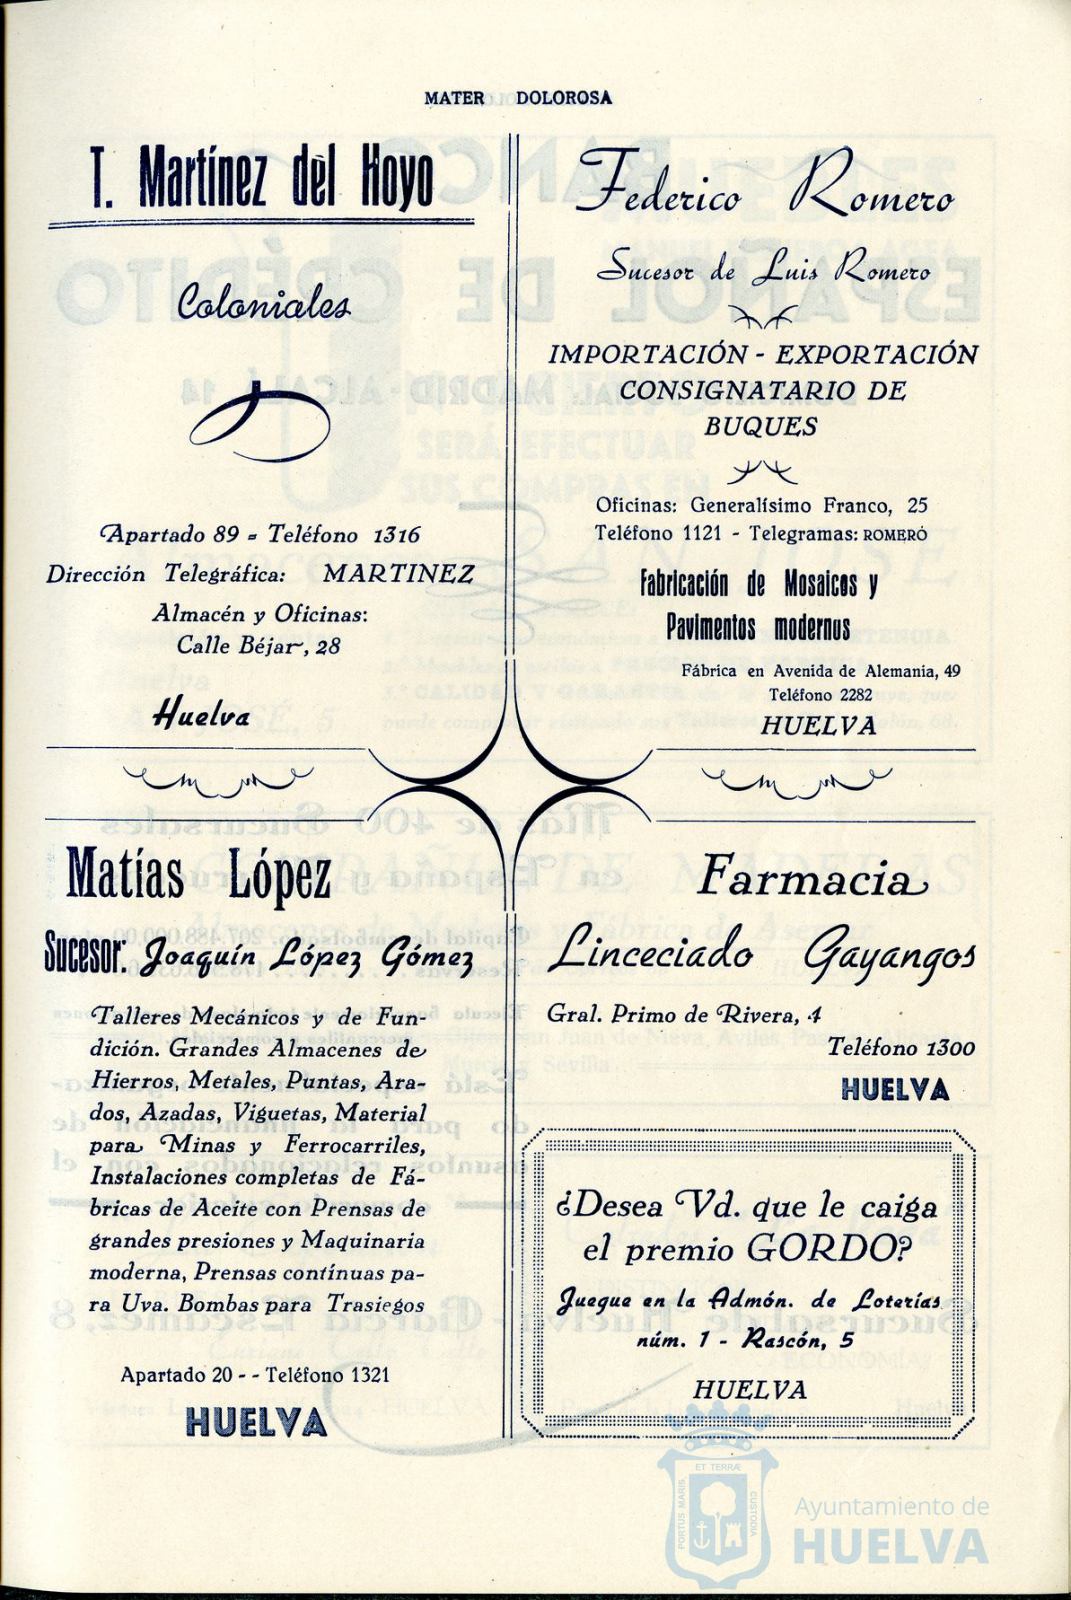 MATER DOLOROSA
T. Martínez del Hoyo
Coloniales
Apartado 89 - Teléfono 1316
Dirección Telegráfica: MARTINEZ
Almacén y Oficinas:
Calle Béjar, 28
Huelva
Federico Romero
Sucesor de Luis Romero
IMPORTACIÓN - EXPORTACIÓN
CONSIGNATARIO DE
BUQUES
Oficinas: Generalísimo Franco, 25
Teléfono 1121 - Telegramas: ROMERO
Fabricación de Mosaicos y
Pavimentos modernos
Fábrica en Avenida de Alemania, 49
Teléfono 2282
HUELVA
Matías López
Sucesor: Joaquín López Gómez
Talleres Mecánicos y de Fun-
dición. Grandes Almacenes de
Hierros, Metales, Puntas, Ara-
dos, Azadas, Viguetas, Material
para Minas y Ferrocarriles,
Instalaciones completas de Fá-
bricas de Aceite con Prensas de
grandes presiones y Maquinaria
moderna, Prensas contínuas pa-
ra Uva. Bombas para Trasiegos
Apartado 20 - - Teléfono 1321
HUELVA
Farmacia
Linceciado Gayangos
Gral. Primo de Rivera, 4
Teléfono 1300
HUELVA
¿Desea Vd. que le caiga
el premio GORDO?
Juegue en la Admón. de Loterías
núm. 1 - Rascón, 5
HUELVA
PORTUS MARIS
ET TERRÆ
CUSTODIA
Ayuntamiento de
HUELVA